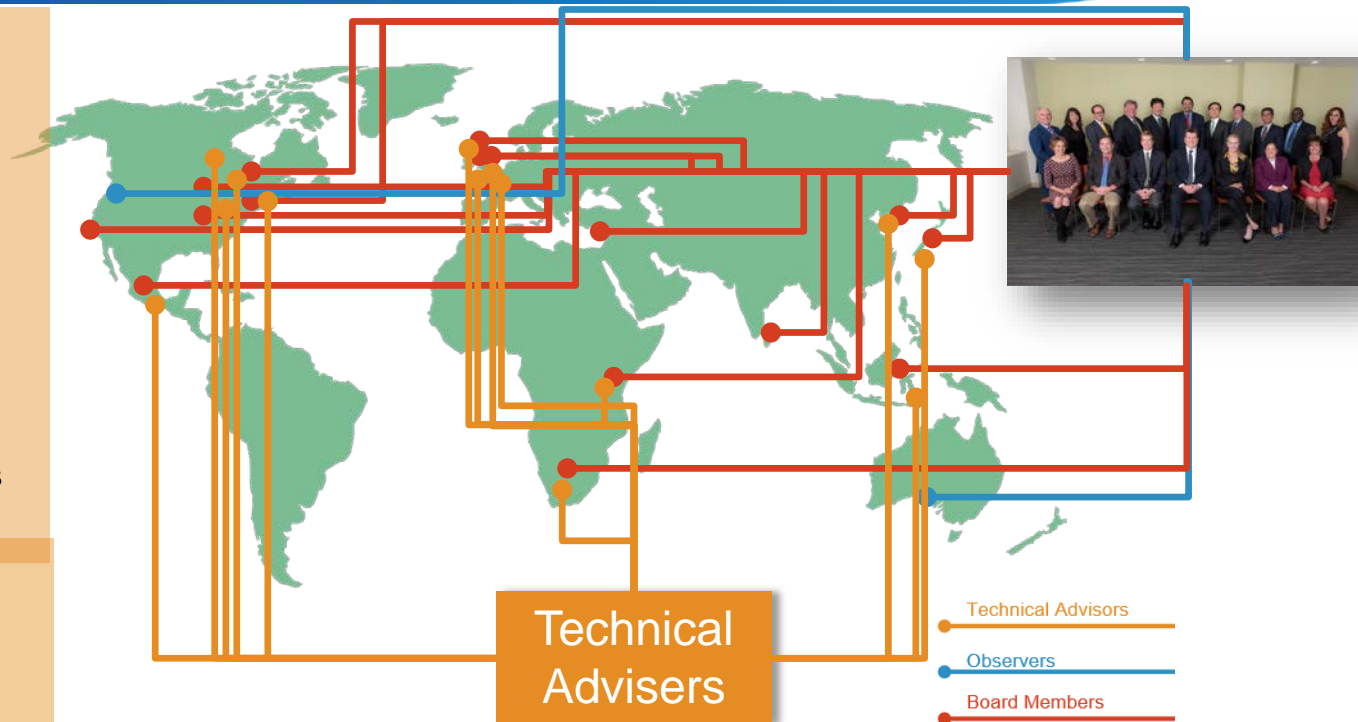 s
Technical
Advisers
Technical Advisors
Observers
Board Members